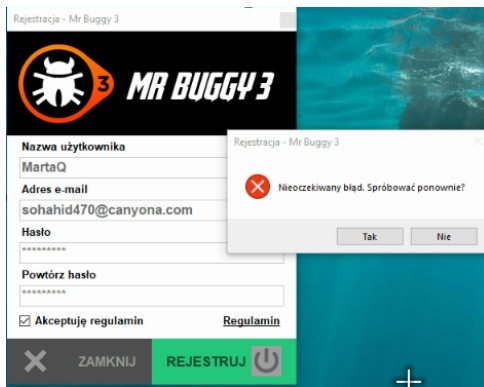 Rejestracja - Mr Buggy 3
3
MR BUGGY 3
Nazwa użytkownika
MartaQ
Adres e-mail
sohahid470@canyona.com
Hasło
*********
Powtórz hasło
*********
Akceptuję regulamin
Regulamin
ZAMKNIJ
REJESTRUJ
Rejestracja - Mr Buggy 3
Nieoczekiwany błąd. Spróbować ponownie?
Tak
Nie